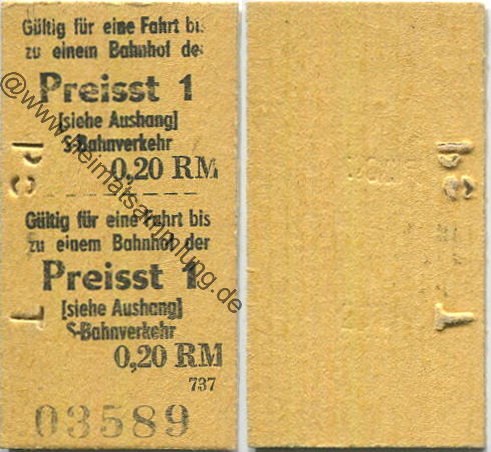 Gültig für eine Fahrt bis
zu einem Bahnhof der
Preisst 1
[siehe Aushang]
S-Bahnverkehr
0,20 RM
Gültig für eine Fahrt bis
zu einem Bahnhof der
Preisst 1
[siehe Aushang]
S-Bahnverkehr
0,20 RM
737
03589
@www.heimatsammlung.de